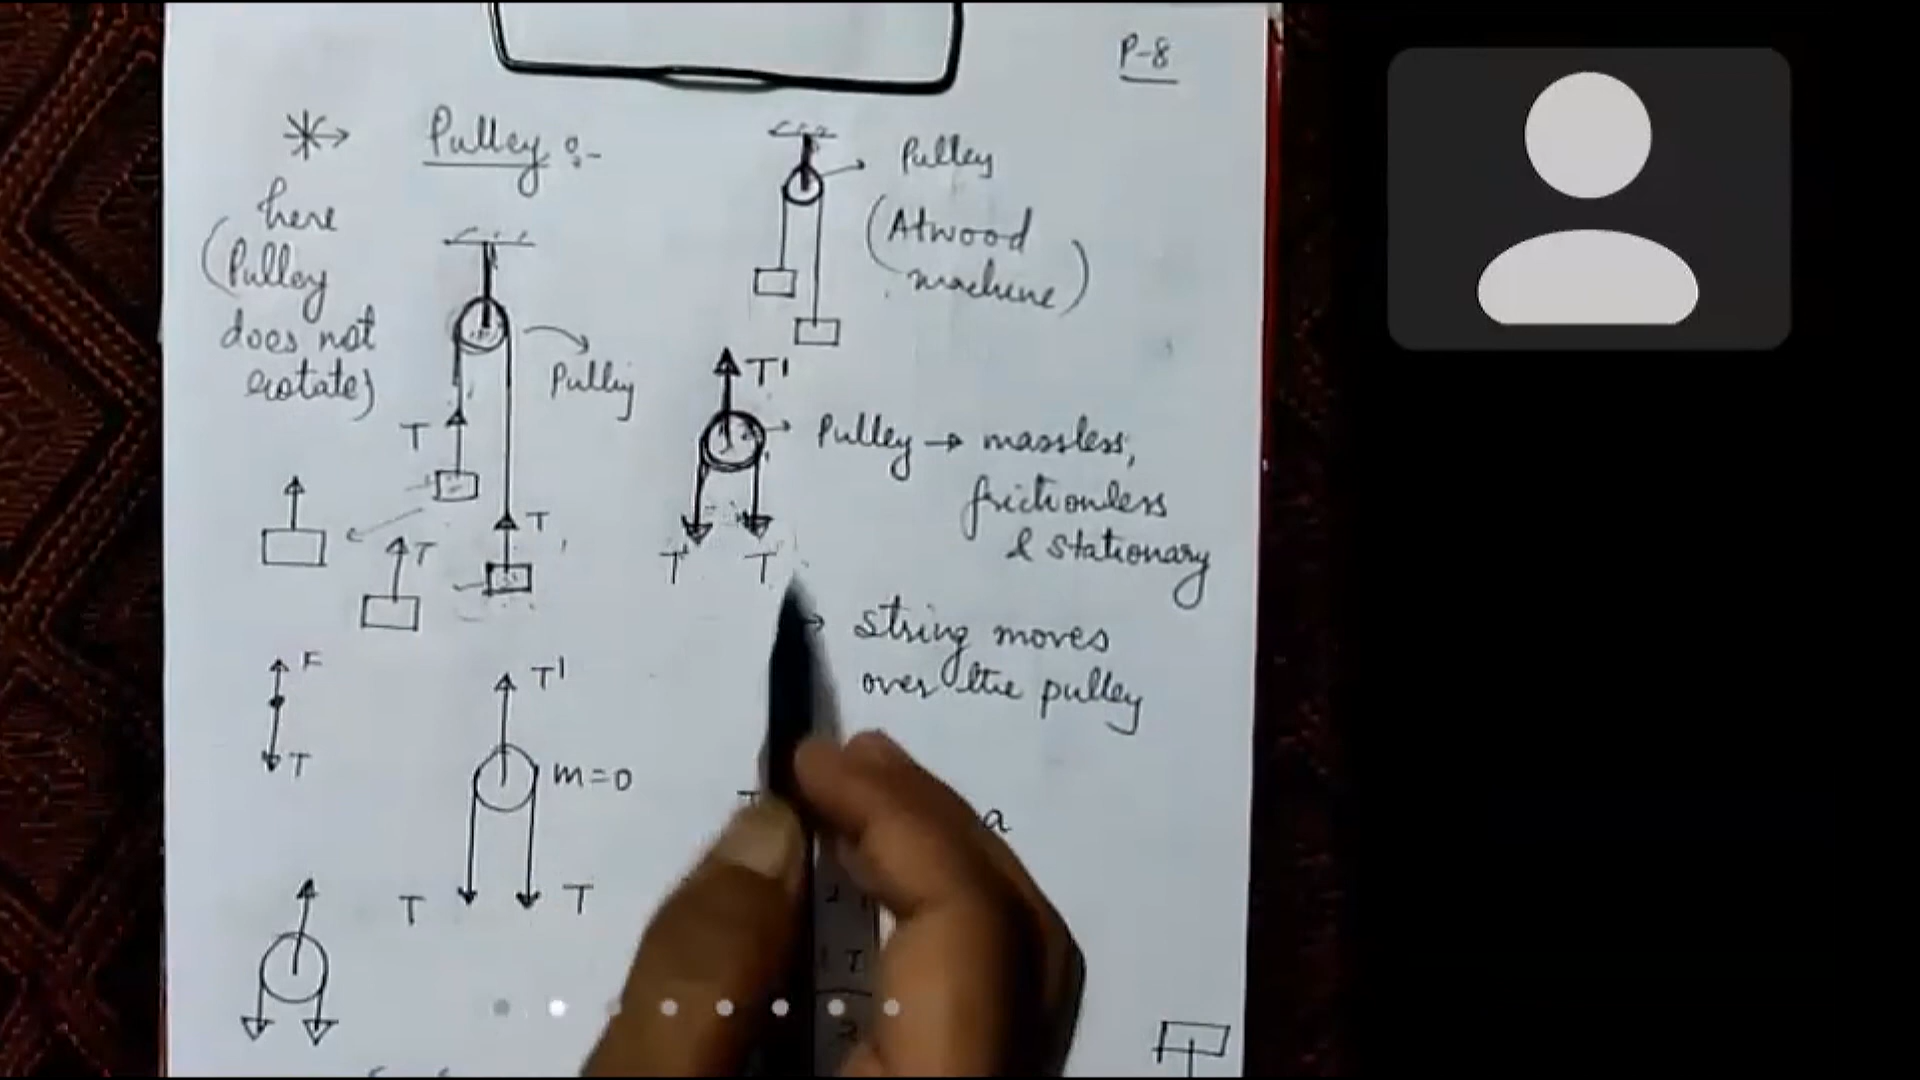 P-8
Pulley :-
here
(Pulley
does not
rotate)
Pulley
(Atwood
machine)
Pulley
T
T
T
T'
Pulley → massless,
frictionless
& stationary
T
T
→ string moves
over the pulley
F
T
T'
m=0
T
T
T
a